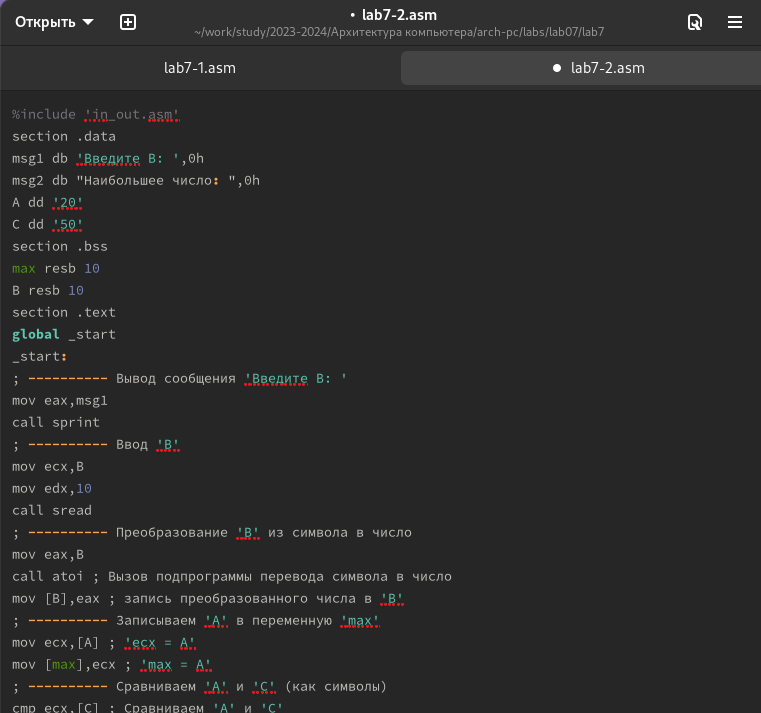 Открыть
• lab7-2.asm
~/work/study/2023-2024/Архитектура компьютера/arch-pc/labs/lab07/lab7
lab7-1.asm
● lab7-2.asm
%include 'in_out.asm'
section .data
msg1 db 'Введите B: ',0h
msg2 db "Наибольшее число: ",0h
A dd '20'
C dd '50'
section .bss
max resb 10
B resb 10
section .text
global _start
_start:
; ---------- Вывод сообщения 'Введите B: '
mov eax,msg1
call sprint
; ---------- Ввод 'B'
mov ecx,B
mov edx,10
call sread
; ---------- Преобразование 'B' из символа в число
mov eax,B
call atoi ; Вызов подпрограммы перевода символа в число
mov [B],eax ; запись преобразованного числа в 'B'
; ---------- Записываем 'A' в переменную 'max'
mov ecx,[A] ; 'ecx = A'
mov [max],ecx ; 'max = A'
; ---------- Сравниваем 'A' и 'C' (как символы)
cmp ecx,[C] ; Сравниваем 'A' и 'C'